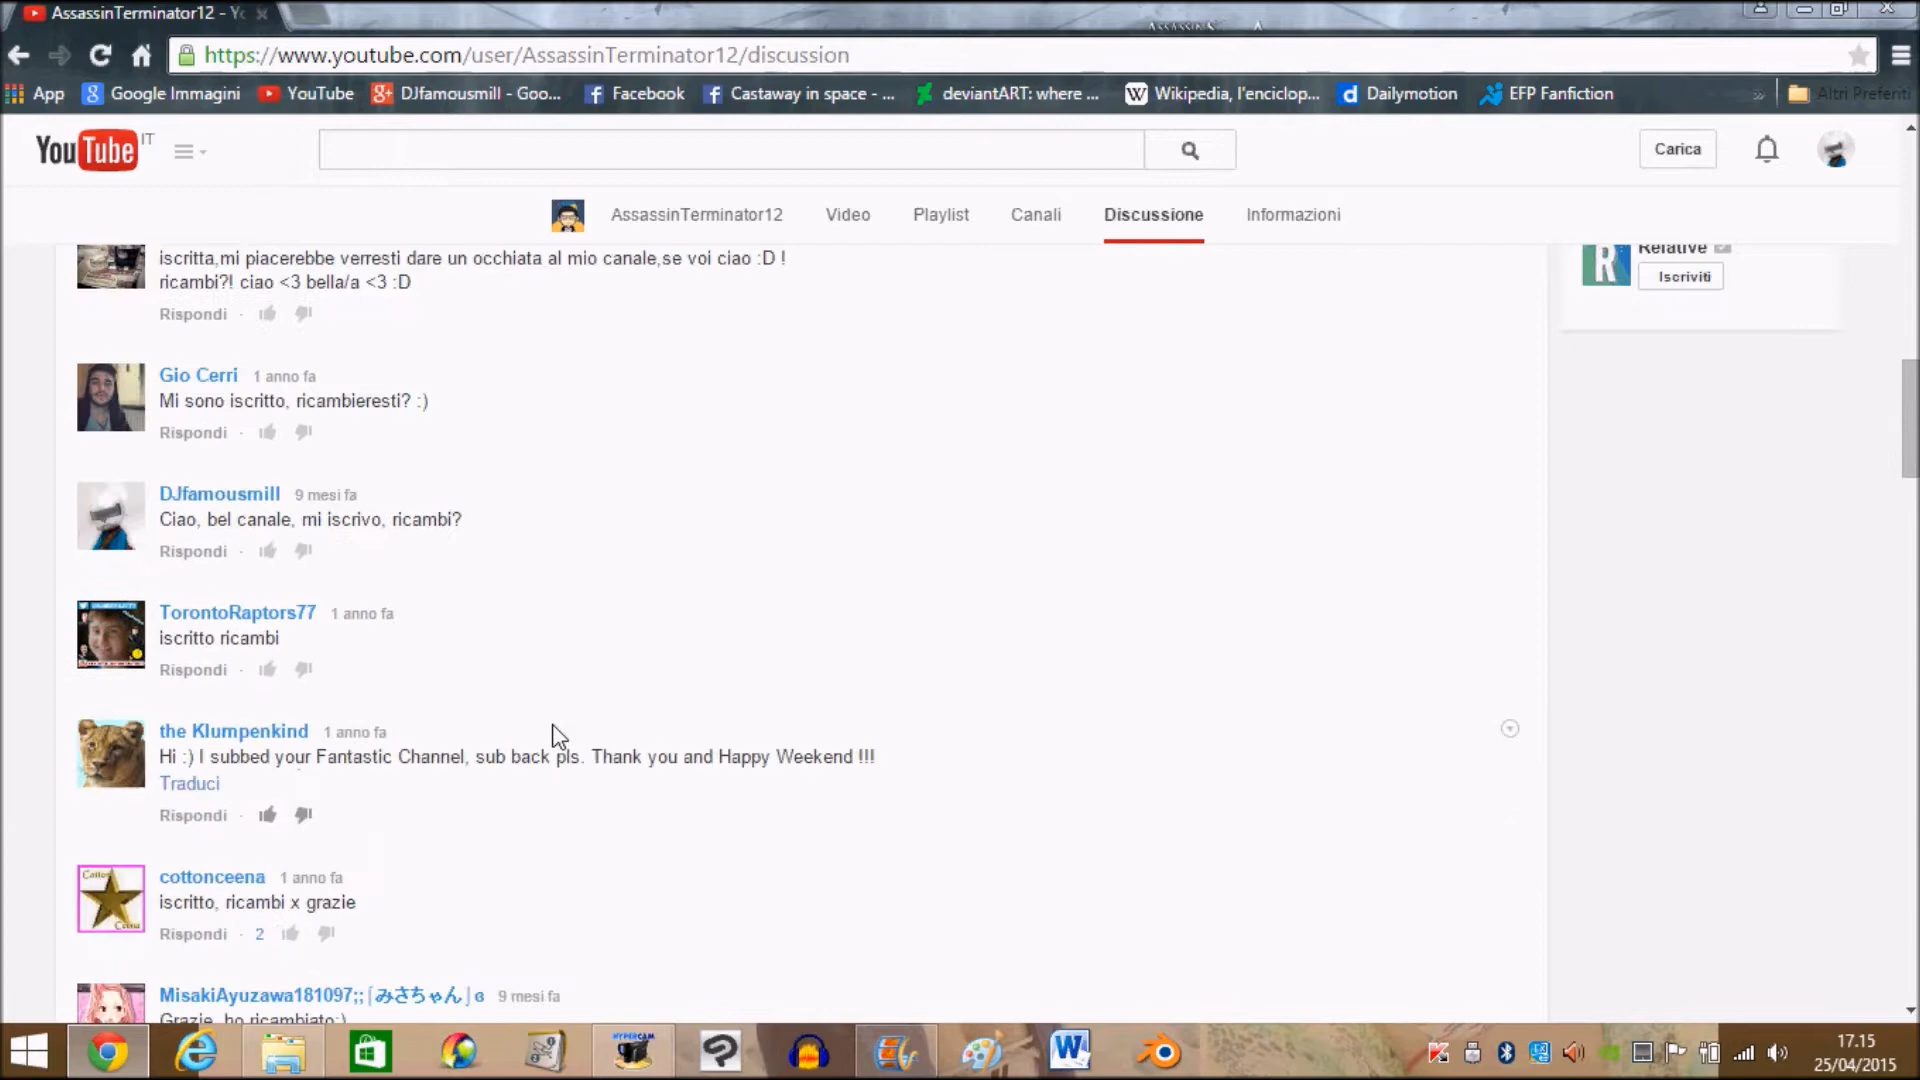 AssassinTerminator12 - Yo
https://www.youtube.com/user/AssassinTerminator12/discussion
App Google Immagini YouTube DJfamousmill - Goo... Facebook Castaway in space - ... deviantART: where ... Wikipedia, l'enciclop... Dailymotion EFP Fanfiction » Altri Preferiti
YouTube IT Carica
AssassinTerminator12 Video Playlist Canali Discussione Informazioni
Relative
Iscriviti
iscritta,mi piacerebbe verresti dare un occhiata al mio canale,se voi ciao :D !
ricambi?! ciao <3 bella/a <3 :D
Rispondi ·
Gio Cerri 1 anno fa
Mi sono iscritto, ricambieresti? :)
Rispondi ·
DJfamousmill 9 mesi fa
Ciao, bel canale, mi iscrivo, ricambi?
Rispondi ·
TorontoRaptors77 1 anno fa
iscritto ricambi
Rispondi ·
the Klumpenkind 1 anno fa
Hi :) I subbed your Fantastic Channel, sub back pls. Thank you and Happy Weekend !!!
Traduci
Rispondi ·
cottonceena 1 anno fa
iscritto, ricambi x grazie
Rispondi · 2
MisakiAyuzawa181097;;⌈みさちゃん⌋ɞ 9 mesi fa
Grazie, ho ricambiato:)
HYPERCAM
17.15
25/04/2015